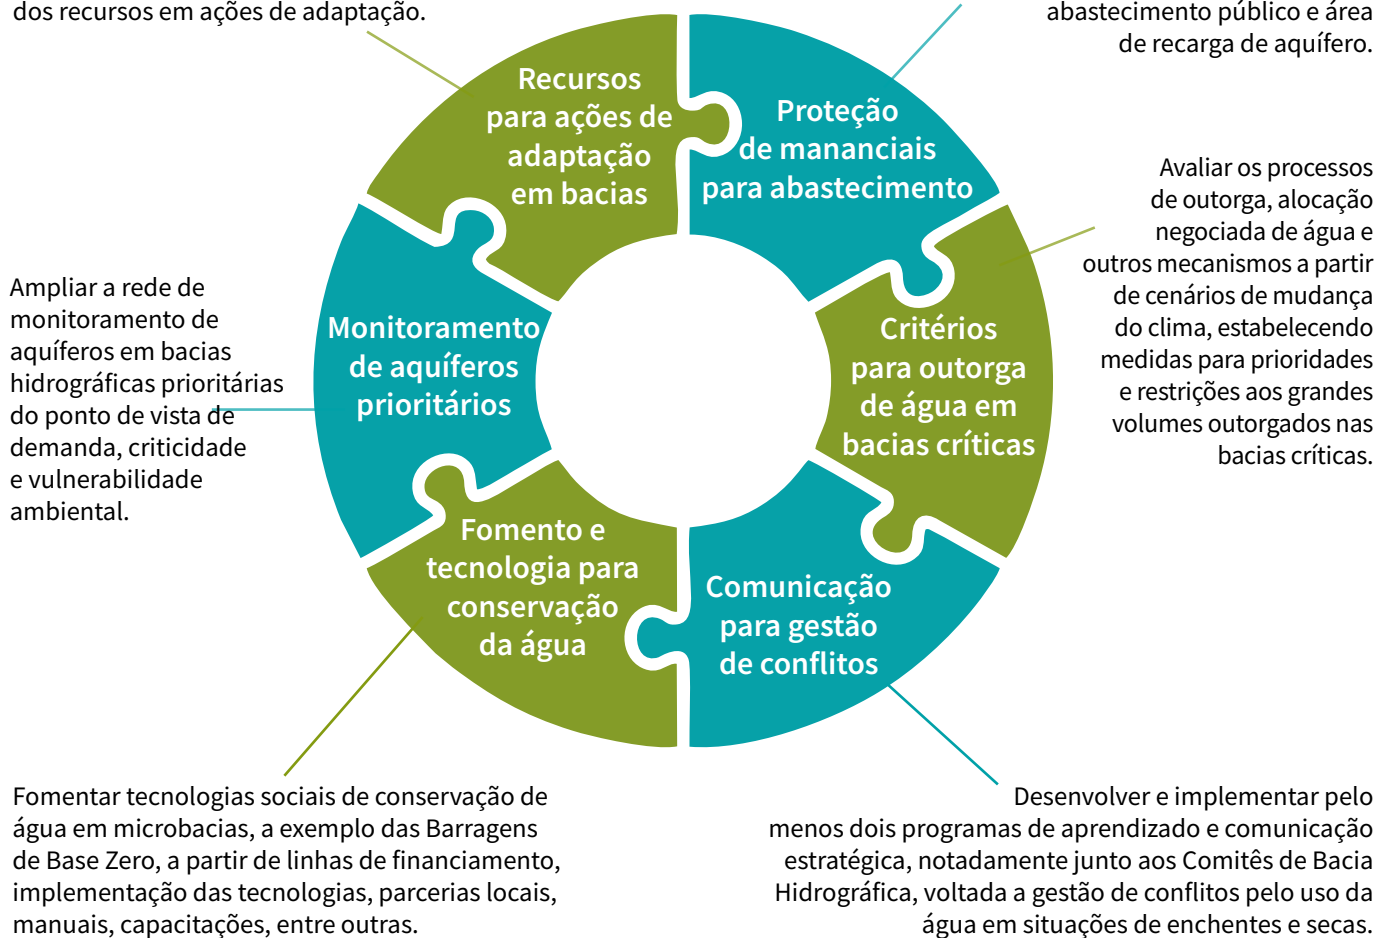 dos recursos em ações de adaptação.
abastecimento público e área
de recarga de aquífero.
Recursos
para ações de
adaptação
em bacias
Proteção
de mananciais
para abastecimento
Avaliar os processos
de outorga, alocação
negociada de água e
outros mecanismos a partir
de cenários de mudança
do clima, estabelecendo
medidas para prioridades
e restrições aos grandes
volumes outorgados nas
bacias críticas.
Ampliar a rede de
monitoramento de
aquíferos em bacias
hidrográficas prioritárias
do ponto de vista de
demanda, criticidade
e vulnerabilidade
ambiental.
Monitoramento
de aquíferos
prioritários
Critérios
para outorga
de água em
bacias críticas
Fomento e
tecnologia para
conservação
da água
Comunicação
para gestão
de conflitos
Fomentar tecnologias sociais de conservação de
água em microbacias, a exemplo das Barragens
de Base Zero, a partir de linhas de financiamento,
implementação das tecnologias, parcerias locais,
manuais, capacitações, entre outras.
Desenvolver e implementar pelo
menos dois programas de aprendizado e comunicação
estratégica, notadamente junto aos Comitês de Bacia
Hidrográfica, voltada a gestão de conflitos pelo uso da
água em situações de enchentes e secas.